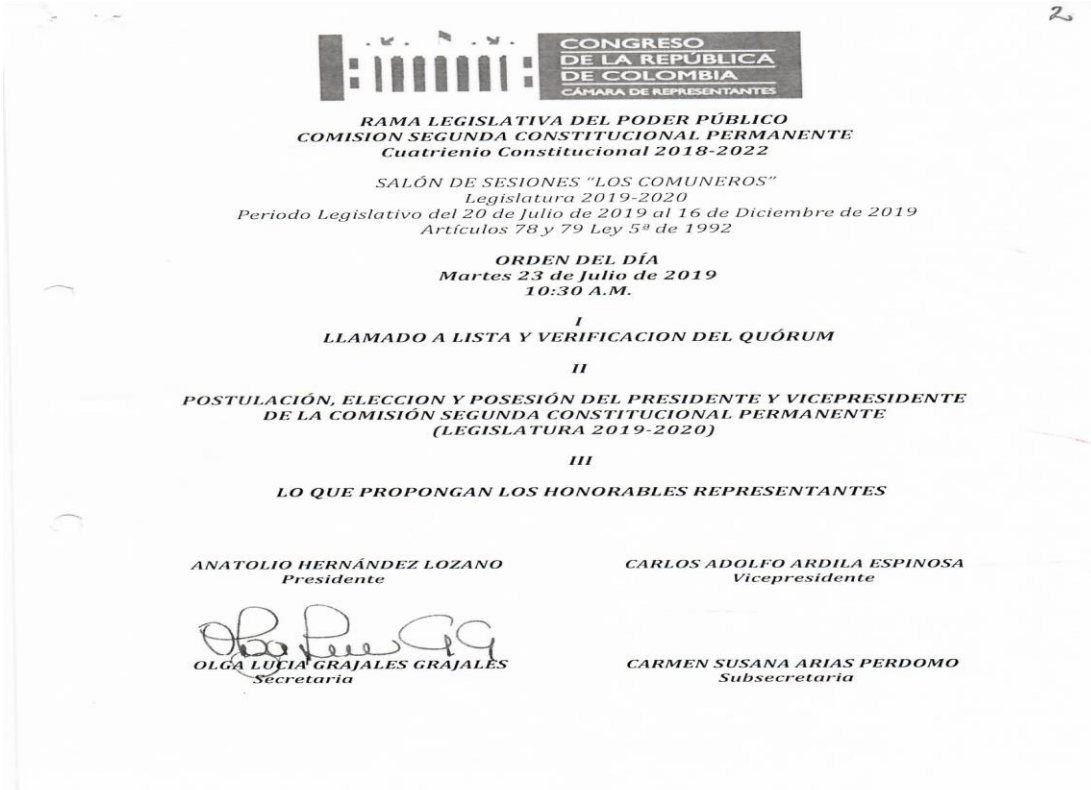 2
CONGRESO
DE LA REPÚBLICA
DE COLOMBIA
CÁMARA DE REPRESENTANTES
RAMA LEGISLATIVA DEL PODER PÚBLICO
COMISION SEGUNDA CONSTITUCIONAL PERMANENTE
Cuatrienio Constitucional 2018-2022
SALÓN DE SESIONES "LOS COMUNEROS"
Legislatura 2019-2020
Periodo Legislativo del 20 de Julio de 2019 al 16 de Diciembre de 2019
Artículos 78 y 79 Ley 5ª de 1992
ORDEN DEL DÍA
Martes 23 de Julio de 2019
10:30 A.M.
I
LLAMADO A LISTA Y VERIFICACION DEL QUÓRUM
II
POSTULACIÓN, ELECCION Y POSESIÓN DEL PRESIDENTE Y VICEPRESIDENTE
DE LA COMISIÓN SEGUNDA CONSTITUCIONAL PERMANENTE
(LEGISLATURA 2019-2020)
III
LO QUE PROPONGAN LOS HONORABLES REPRESENTANTES
ANATOLIO HERNÁNDEZ LOZANO
Presidente
CARLOS ADOLFO ARDILA ESPINOSA
Vicepresidente
OLGA LUCIA GRAJALES GRAJALES
Secretaria
CARMEN SUSANA ARIAS PERDOMO
Subsecretaria